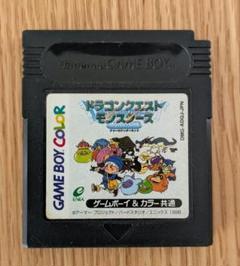 Nintendo GAME BOY
ドラゴンクエスト
モンスターズ
GAME BOY COLOR
ENIX
ゲームボーイ&カラー共通